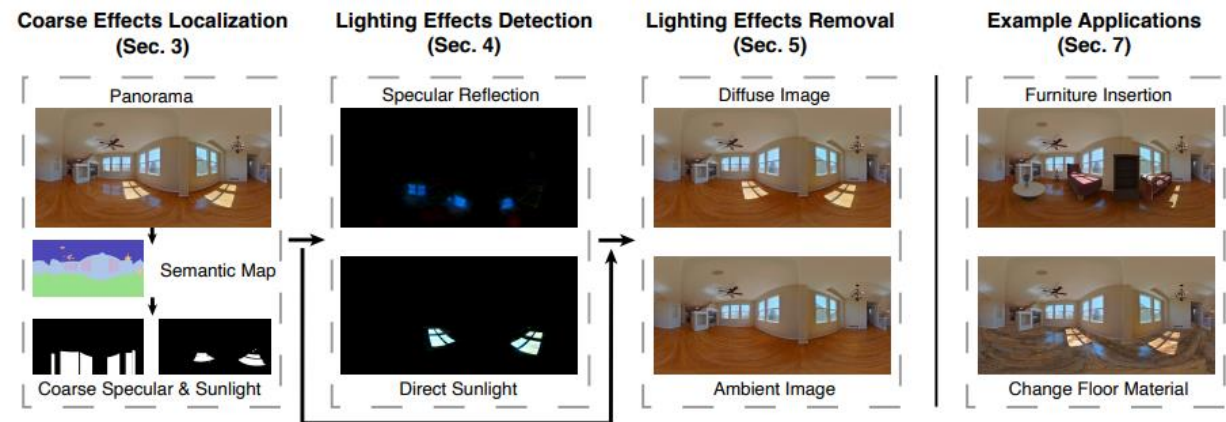 Coarse Effects Localization
(Sec. 3)
Panorama
Semantic Map
Coarse Specular & Sunlight
Lighting Effects Detection
(Sec. 4)
Specular Reflection
Direct Sunlight
Lighting Effects Removal
(Sec. 5)
Diffuse Image
Ambient Image
Example Applications
(Sec. 7)
Furniture Insertion
Change Floor Material